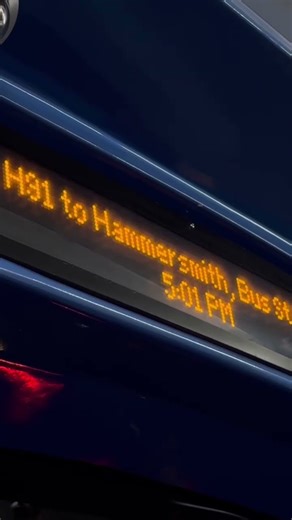 H91 to Hammersmith, Bus St
5:01 PM